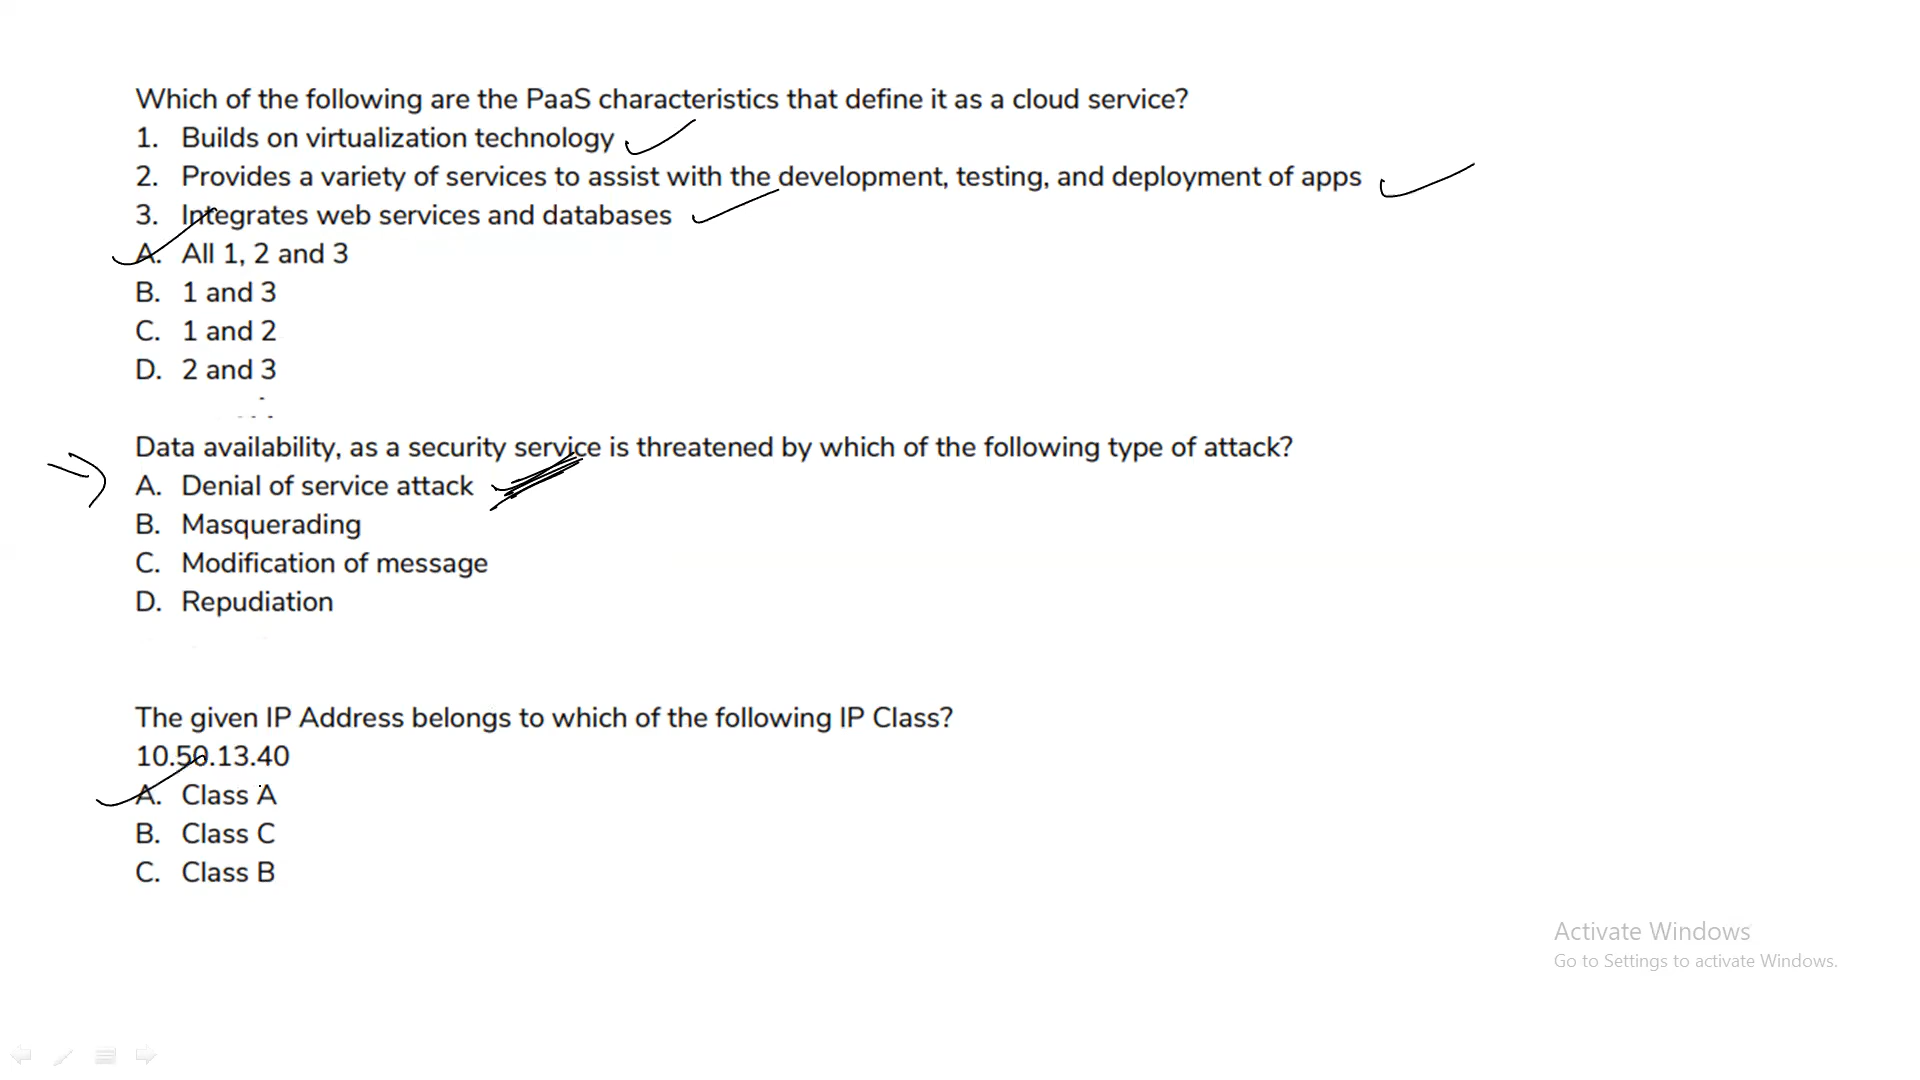 Which of the following are the PaaS characteristics that define it as a cloud service?
1. Builds on virtualization technology
2. Provides a variety of services to assist with the development, testing, and deployment of apps
3. Integrates web services and databases
A. All 1, 2 and 3
B. 1 and 3
C. 1 and 2
D. 2 and 3
Data availability, as a security service is threatened by which of the following type of attack?
A. Denial of service attack
B. Masquerading
C. Modification of message
D. Repudiation
The given IP Address belongs to which of the following IP Class?
10.50.13.40
A. Class A
B. Class C
C. Class B
Activate Windows
Go to Settings to activate Windows.